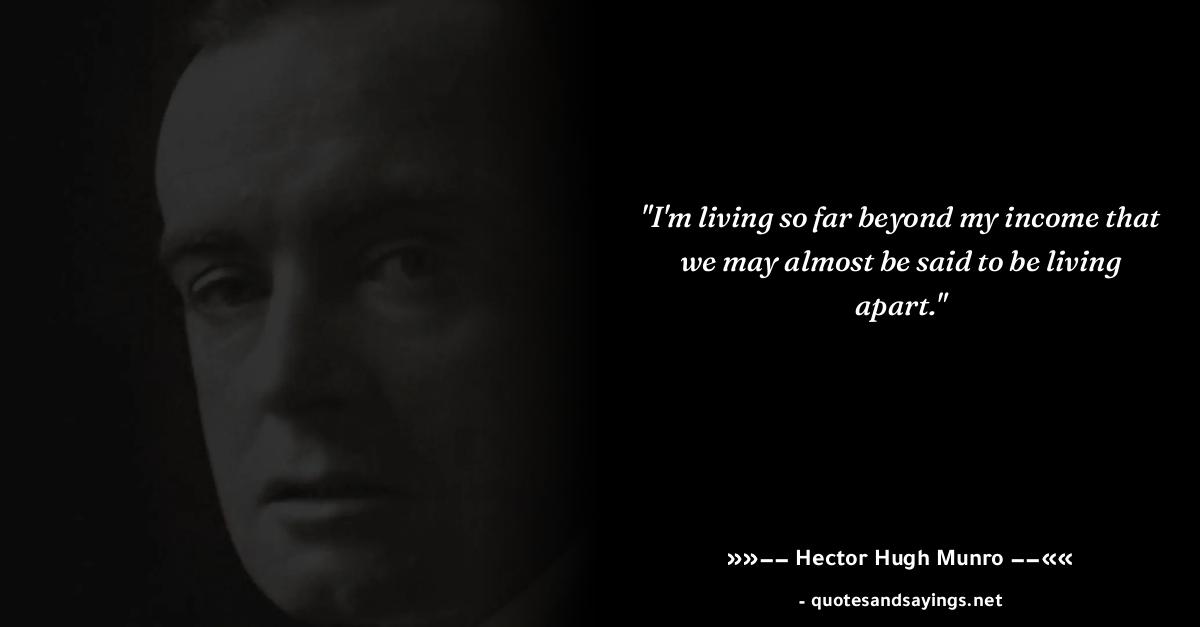 "I'm living so far beyond my income that
we may almost be said to be living
apart."
»»–– Hector Hugh Munro ––««
- quotesandsayings.net